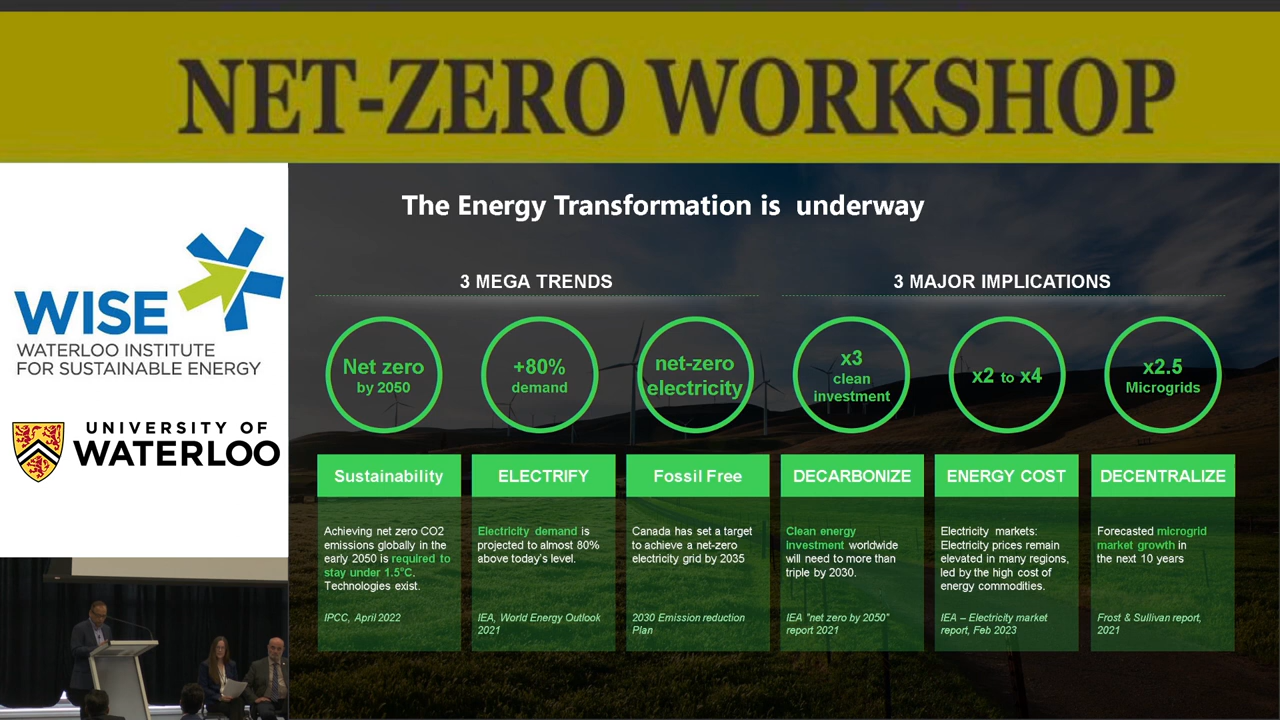 NET-ZERO WORKSHOP
WISE
WATERLOO INSTITUTE
FOR SUSTAINABLE ENERGY
UNIVERSITY OF
WATERLOO
The Energy Transformation is underway
3 MEGA TRENDS
3 MAJOR IMPLICATIONS
Net zero
by 2050
+80%
demand
net-zero
electricity
x3
clean
investment
x2 to x4
x2.5
Microgrids
Sustainability
Achieving net zero CO2
emissions globally in the
early 2050 is required to
stay under 1.5°C.
Technologies exist.
IPCC, April 2022
ELECTRIFY
Electricity demand is
projected to almost 80%
above today's level.
IEA, World Energy Outlook
2021
Fossil Free
Canada has set a target
to achieve a net-zero
electricity grid by 2035
2030 Emission reduction
Plan
DECARBONIZE
Clean energy
investment worldwide
will need to more than
triple by 2030.
IEA "net zero by 2050"
report 2021
ENERGY COST
Electricity markets:
Electricity prices remain
elevated in many regions,
led by the high cost of
energy commodities.
IEA – Electricity market
report, Feb 2023
DECENTRALIZE
Forecasted microgrid
market growth in
the next 10 years
Frost & Sullivan report,
2021